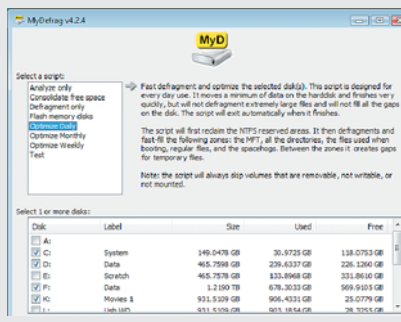 MyDefrag v4.2.4
MyD
Select a script:
Analyze only
Consolidate free space
Defragment only
Flash memory disks
Optimize Daily
Optimize Monthly
Optimize Weekly
Test
Fast defragment and optimize the selected disk(s). This script is designed for
every day use. It moves a minimum of data on the harddisk and finishes very
quickly, but will not defragment extremely large files and will not fill all the gaps
on the disk. The script will exit automatically when it finishes.
The script will first reclaim the NTFS reserved areas. It then defragments and
fast-fill the following zones: the MFT, all the directories, the files used when
booting, regular files, and the spacehogs. Between the zones it creates gaps
for temporary files.
Note: the script will always skip volumes that are removable, not writable, or
not mounted.
Select 1 or more disks:
Disk Label Size Used Free
A:
C: System 149.0478 GB 30.9725 GB 118.0753 GB
D: Data 465.7598 GB 239.6337 GB 226.1260 GB
E: Scratch 465.7578 GB 133.8968 GB 331.8610 GB
F: Data 1.2190 TB 678.3033 GB 569.9105 GB
K: Movies 1 931.5109 GB 906.4331 GB 25.0779 GB
L: 931.5109 GB 903.1854 GB 28.3255 GB